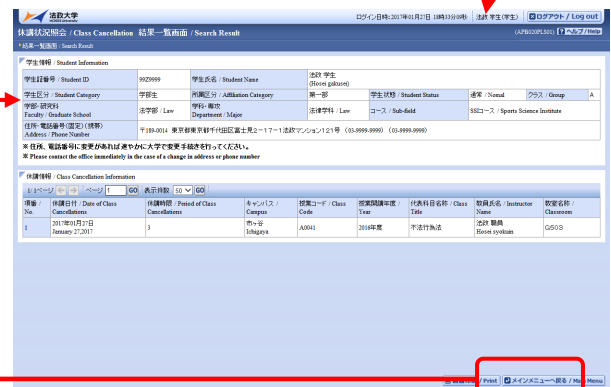 法政大学
HOSEI University
ログイン日時:2017年01月27日 18時33分09秒 法政 学生(学生) ログアウト / Log out
休講状況照会 / Class Cancellation 結果一覧画面 / Search Result (APB020PLS01) ヘルプ/Help
結果一覧画面 / Search Result
学生情報 / Student Information
学生証番号 / Student ID 99Z9999 学生氏名 / Student Name 法政 学生
(Hosei gakusei)
学生区分 / Student Category 学部生 所属区分 / Affiliation Category 第一部 学生状態 / Student Status 通常 / Nomal クラス / Group A
学部・研究科
Faculty / Graduate School 法学部 / Law 学科・専攻
Department / Major 法律学科 / Law コース / Sub-field SSIコース / Sports Science Institute
住所・電話番号(固定)(携帯)
Address / Phone Number 〒189-0014 東京都東京都千代田区富士見2-17-1法政マンション121号 (03-9999-9999) (03-9999-9999)
※ 住所、電話番号に変更があれば速やかに大学で変更手続きを行ってください。
※ Please contact the office immediately in the case of a change in address or phone number
休講情報 / Class Cancellation Information
1/1ページ ページ 1 GO 表示件数 50 GO
項番 / No. 休講日付 / Date of Class Cancellations 休講時限 / Period of Class Cancellations キャンパス / Campus 授業コード / Class Code 授業開講年度 / Year 代表科目名称 / Class Title 教員氏名 / Instructor Name 教室名称 / Classroom
1 2017年01月27日
January 27,2017 3 市ヶ谷
Ichigaya A0041 2016年度 不法行為法 法政 職員
Hosei syokuin G503
/ Print メインメニューへ戻る / Main Menu